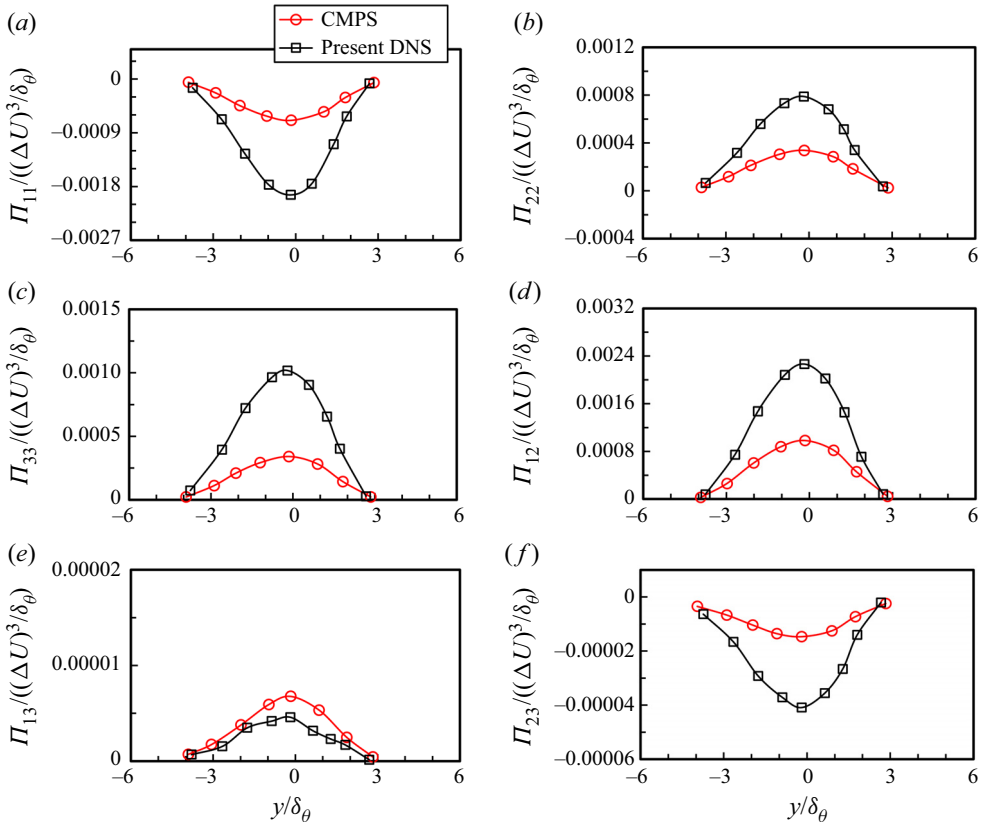 (a)
CMPS
Present DNS
(b)
0
−0.0009
−0.0018
−0.0027
Π11/((ΔU)^3/δθ)
−6 −3 0 3 6
0.0012
0.0008
0.0004
0
−0.0004
Π22/((ΔU)^3/δθ)
−6 −3 0 3 6
(c)
0.0015
0.0010
0.0005
0
Π33/((ΔU)^3/δθ)
−6 −3 0 3 6
(d)
0.0032
0.0024
0.0016
0.0008
0
Π12/((ΔU)^3/δθ)
−6 −3 0 3 6
(e)
0.00002
0.00001
0
Π13/((ΔU)^3/δθ)
−6 −3 0 3 6
y/δθ
(f)
0
−0.00002
−0.00004
−0.00006
Π23/((ΔU)^3/δθ)
−6 −3 0 3 6
y/δθ